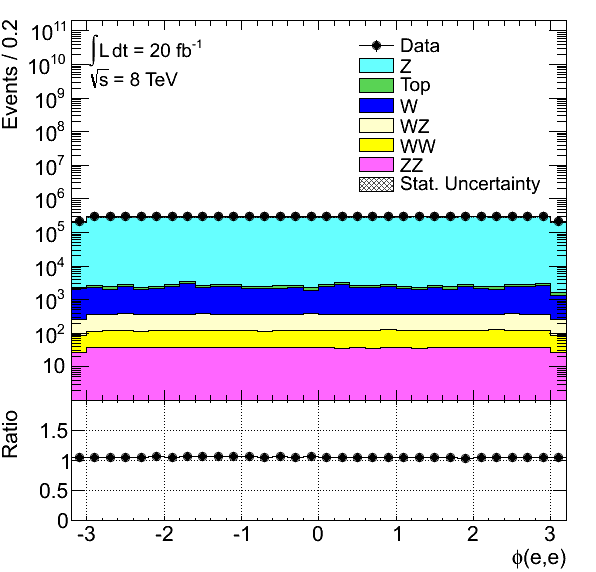 Events / 0.2
10¹¹
10¹⁰
10⁹
10⁸
10⁷
10⁶
10⁵
10⁴
10³
10²
10
∫L dt = 20 fb⁻¹
√s = 8 TeV
Data
Z
Top
W
WZ
WW
ZZ
Stat. Uncertainty
Ratio
1.5
1
0.5
0
-3 -2 -1 0 1 2 3
ϕ(e,e)